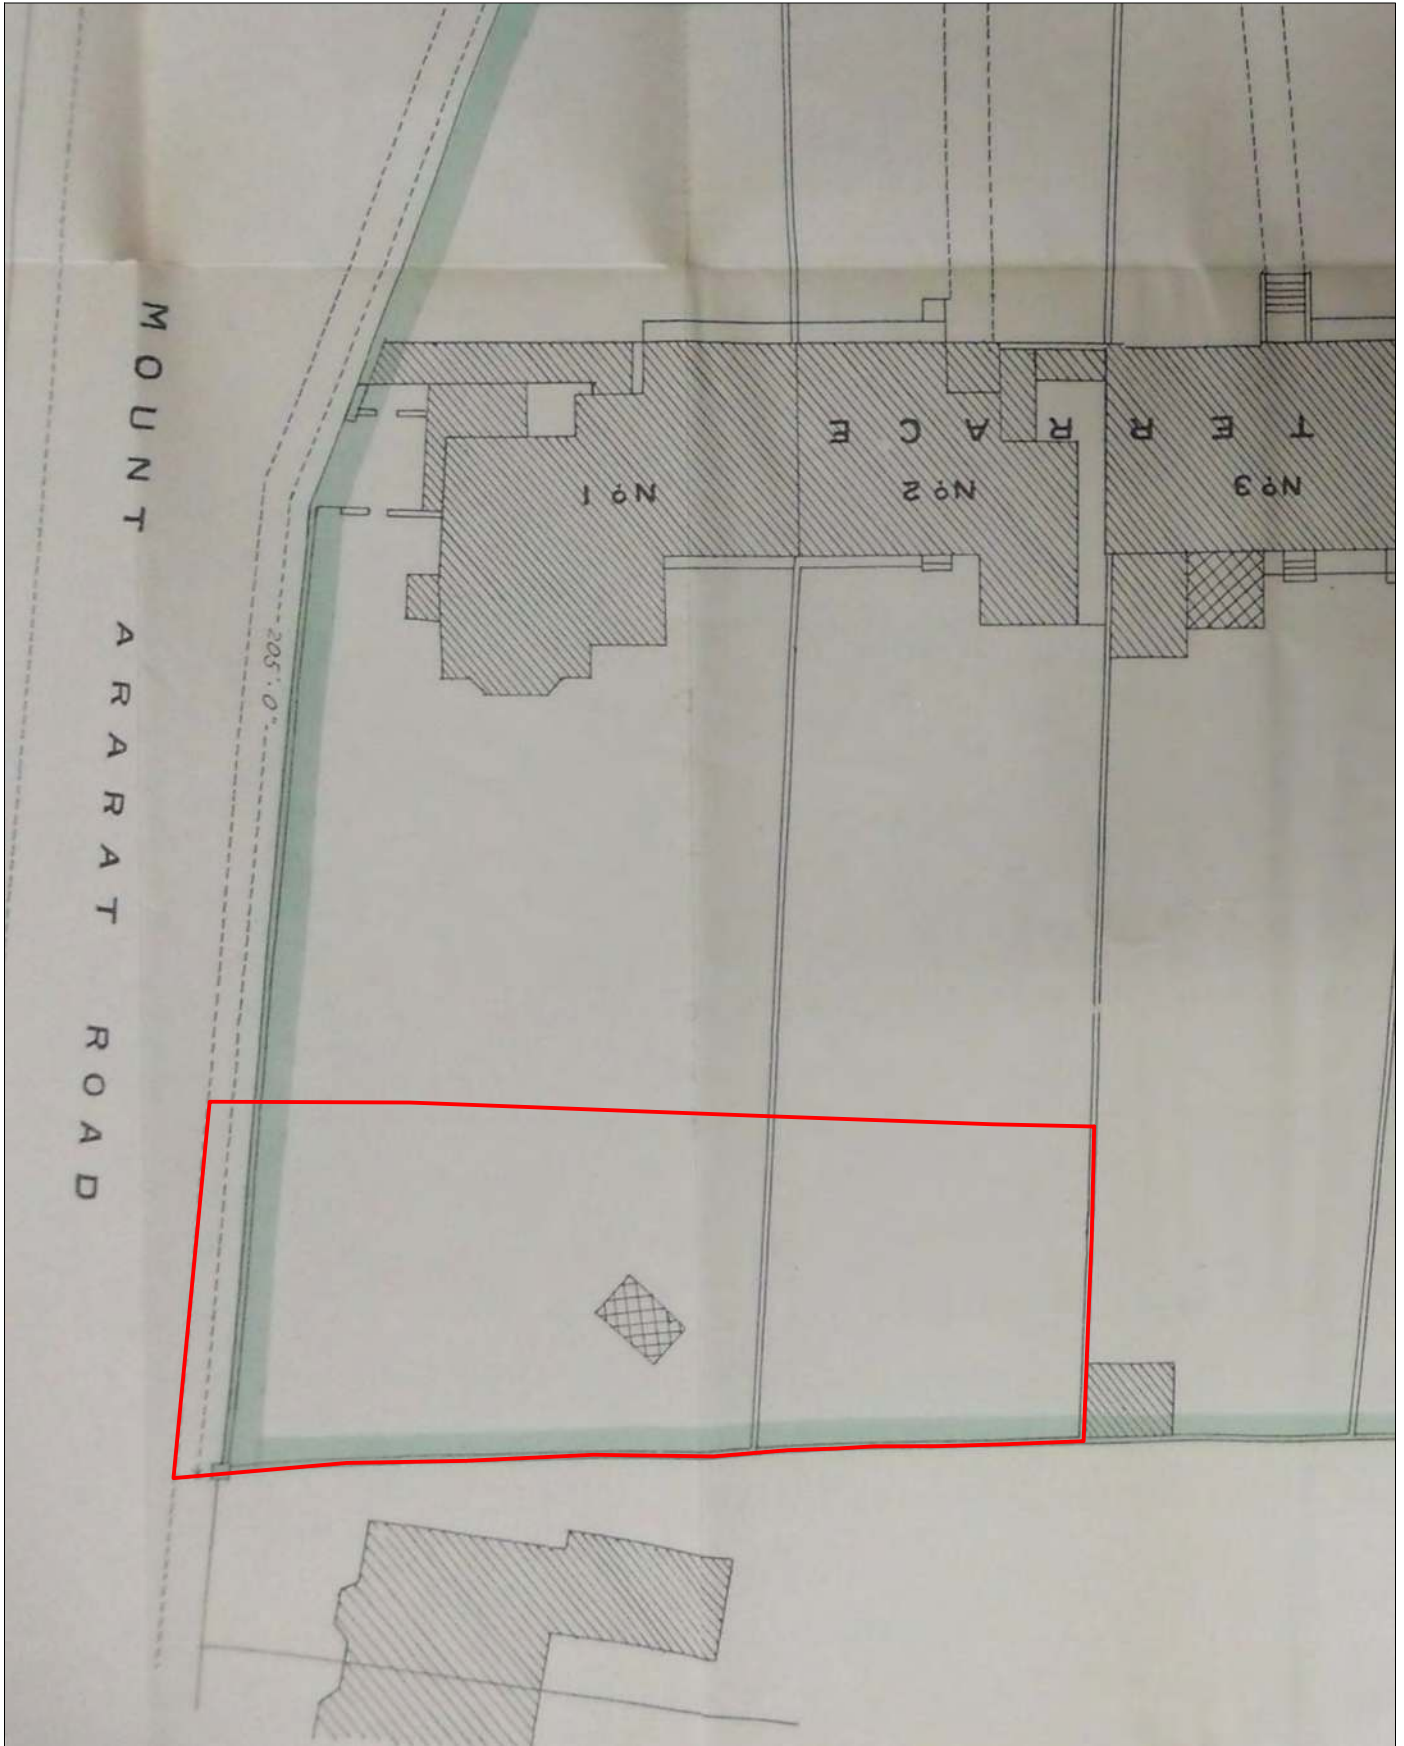 MOUNT ARARAT ROAD
205'.0"
TERRACE
No 1
No 2
No 3